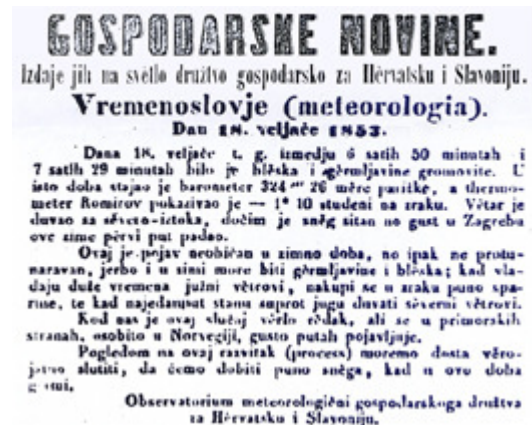 GOSPODARSKE NOVINE.
Izdaje jih na světlo družtvo gospodarsko za Hèrvatsku i Slavoniju.
Vremenoslovje (meteorologia).
Dan 18. veljače 1853.
Dana 18. veljače t. g. izmedju 6 satih 50 minutah i
7 satih 29 minutah bilo je blěska i gèrmljavine gromovite. U
isto doba stajao je barometer 324''' 26 měre pariške, a thermo-
meter Romirov pokazivao je — 1° 10 studeni na zraku. Větar je
duvao sa sěvero-iztoka, dočim je sněg sitan no gust u Zagrebu
ove zime pèrvi put padao.
Ovaj je pojav neobičan u zimno doba, no ipak ne protu-
naravan, jerbo i u zimi more biti gèrmljavine i blěska; kad vla-
daju duže vremena južni větrovi, nakupi se u zraku puno spa-
rine, te kad najedanput stanu suprot jugu duvati sěverni větrovi.
Kod nas je ovaj slučaj vèrlo rědak, ali se u primorskih
stranah, osobito u Norvegiji, gusto putah pojavljuje.
Pogledom na ovaj razvitak (process) moremo dosta věro-
jatno slutiti, da ćemo dobiti puno sněga, kad u ovo doba
Observatorium meteorologični gospodarskoga družtva
za Hèrvatsku i Slavoniju.